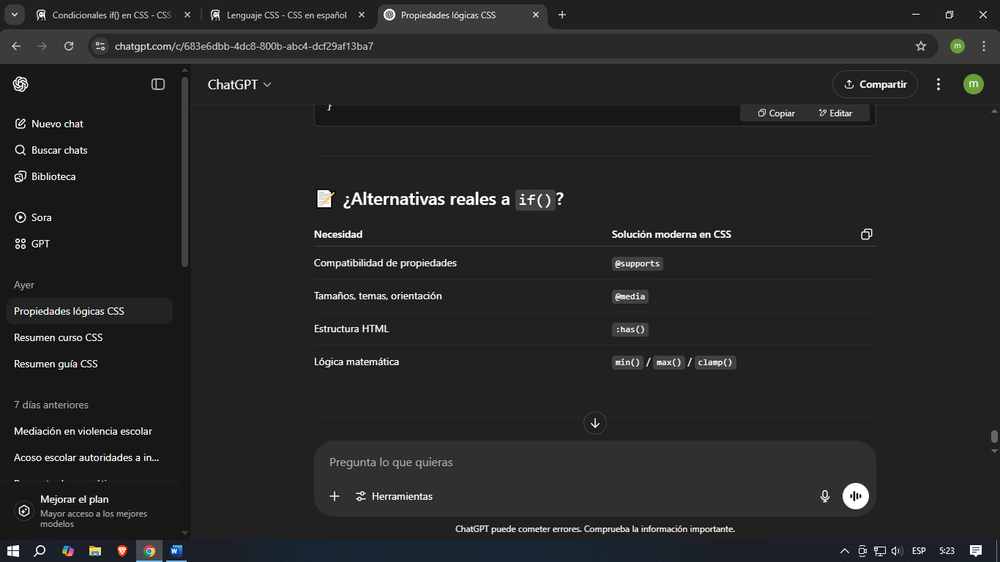 Condicionales if() en CSS - CSS
Lenguaje CSS - CSS en español
Propiedades lógicas CSS
chatgpt.com/c/683e6dbb-4dc8-800b-abc4-dcf29af13ba7
m
ChatGPT
Compartir
m
Nuevo chat
Buscar chats
Biblioteca
Sora
GPT
Ayer
Propiedades lógicas CSS
Resumen curso CSS
Resumen guía CSS
7 días anteriores
Mediación en violencia escolar
Acoso escolar autoridades a in...
Mejorar el plan
Mayor acceso a los mejores
modelos
}
Copiar Editar
¿Alternativas reales a if()?
Necesidad Solución moderna en CSS
Compatibilidad de propiedades @supports
Tamaños, temas, orientación @media
Estructura HTML :has()
Lógica matemática min() / max() / clamp()
Pregunta lo que quieras
Herramientas
ChatGPT puede cometer errores. Comprueba la información importante.
W
ESP
5:23